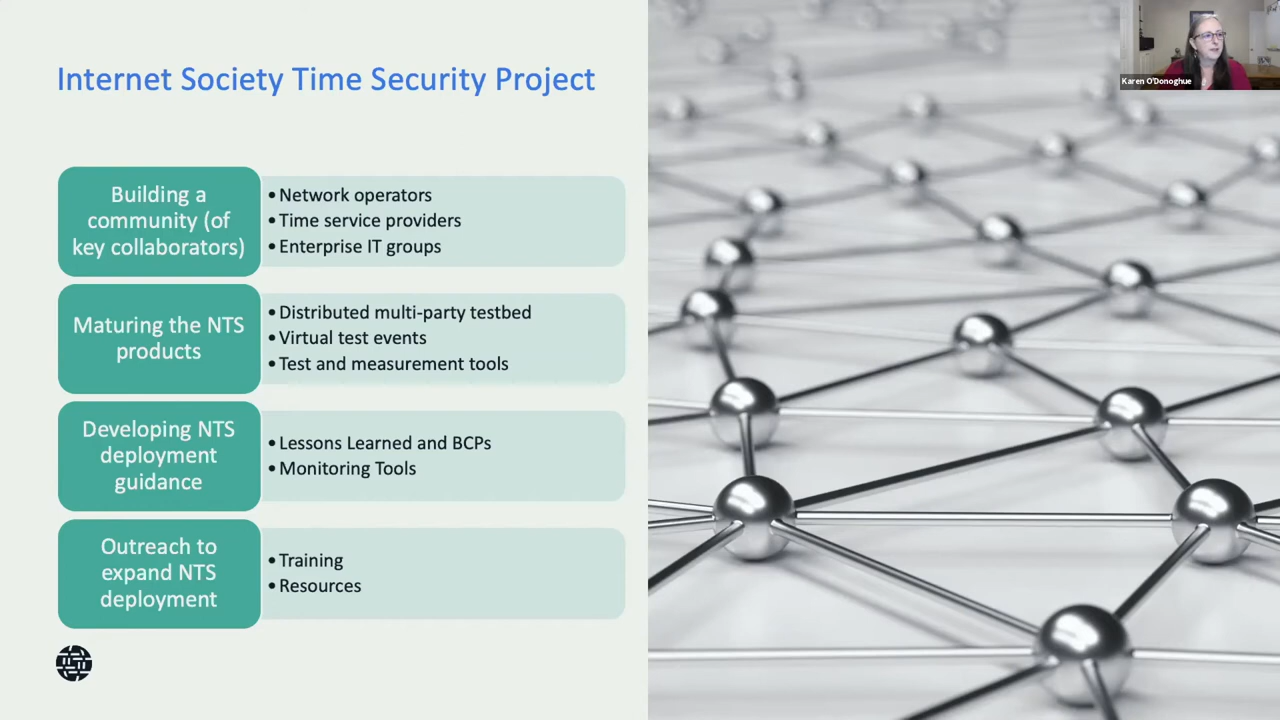 Internet Society Time Security Project
Karen O'Donoghue
Building a
community (of
key collaborators)
• Network operators
• Time service providers
• Enterprise IT groups
Maturing the NTS
products
• Distributed multi-party testbed
• Virtual test events
• Test and measurement tools
Developing NTS
deployment
guidance
• Lessons Learned and BCPs
• Monitoring Tools
Outreach to
expand NTS
deployment
• Training
• Resources